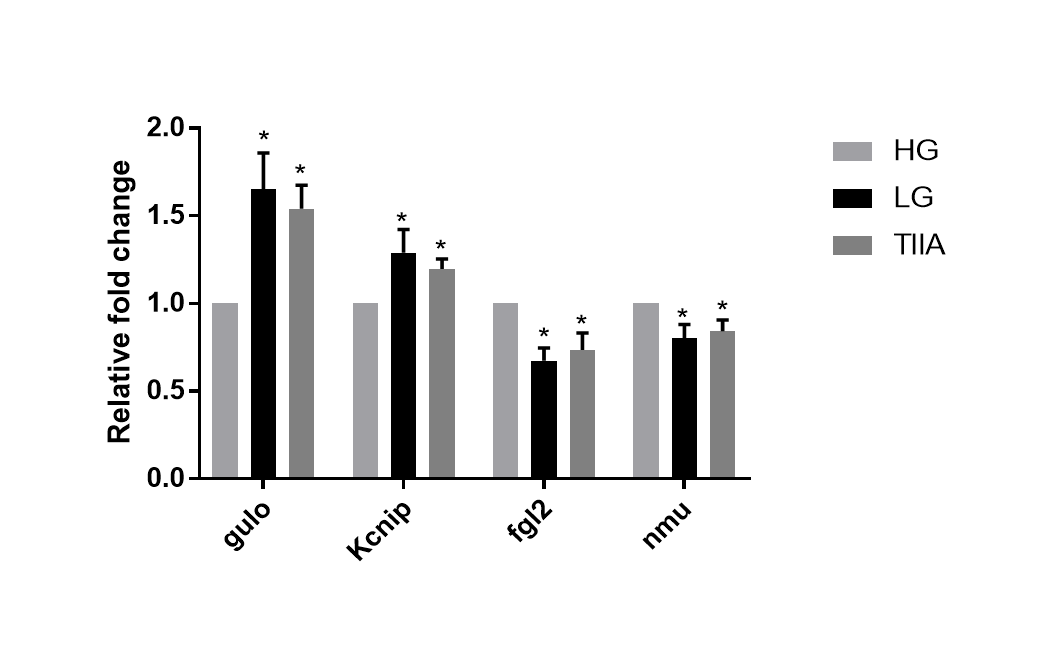 Relative fold change
2.0
1.5
1.0
0.5
0.0
* * * * * * * *
gulo Kcnip fgl2 nmu
HG
LG
TIIA